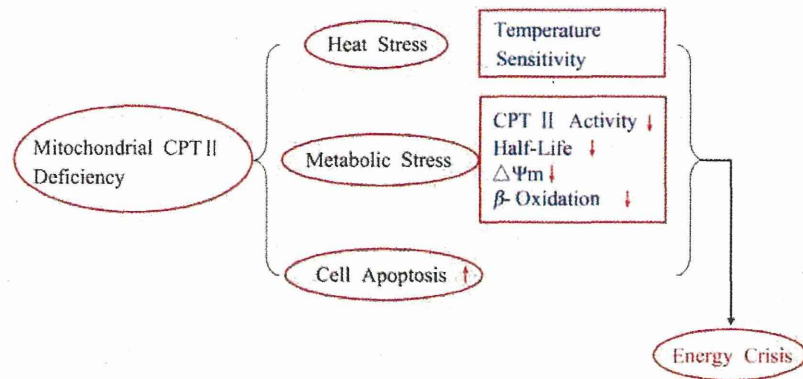 Heat Stress
Temperature
Sensitivity
Mitochondrial CPT II
Deficiency
Metabolic Stress
CPT II Activity ↓
Half-Life ↓
△Ψm↓
β- Oxidation ↓
Cell Apoptosis ↑
Energy Crisis